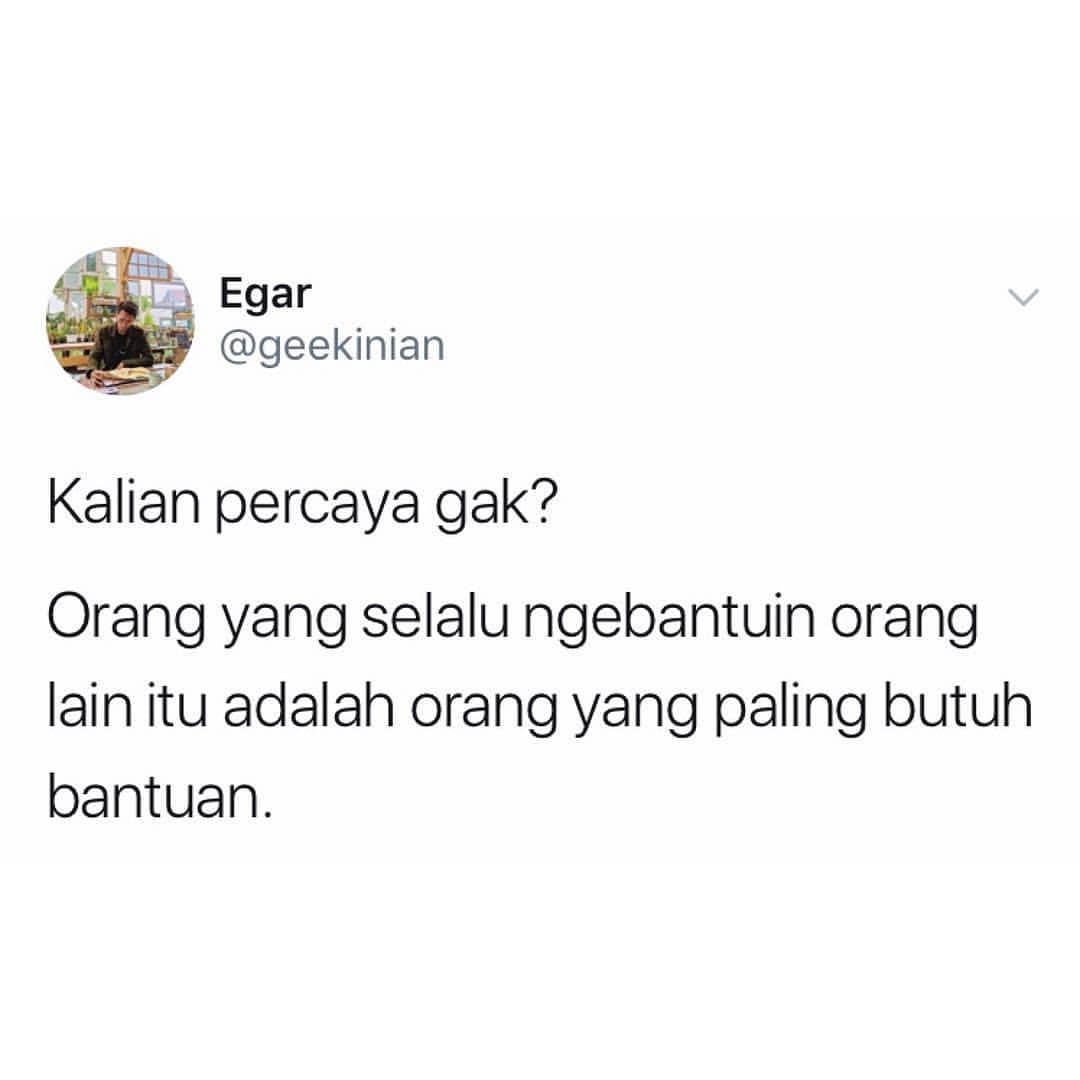 Egar
@geekinian
Kalian percaya gak?
Orang yang selalu ngebantuin orang
lain itu adalah orang yang paling butuh
bantuan.